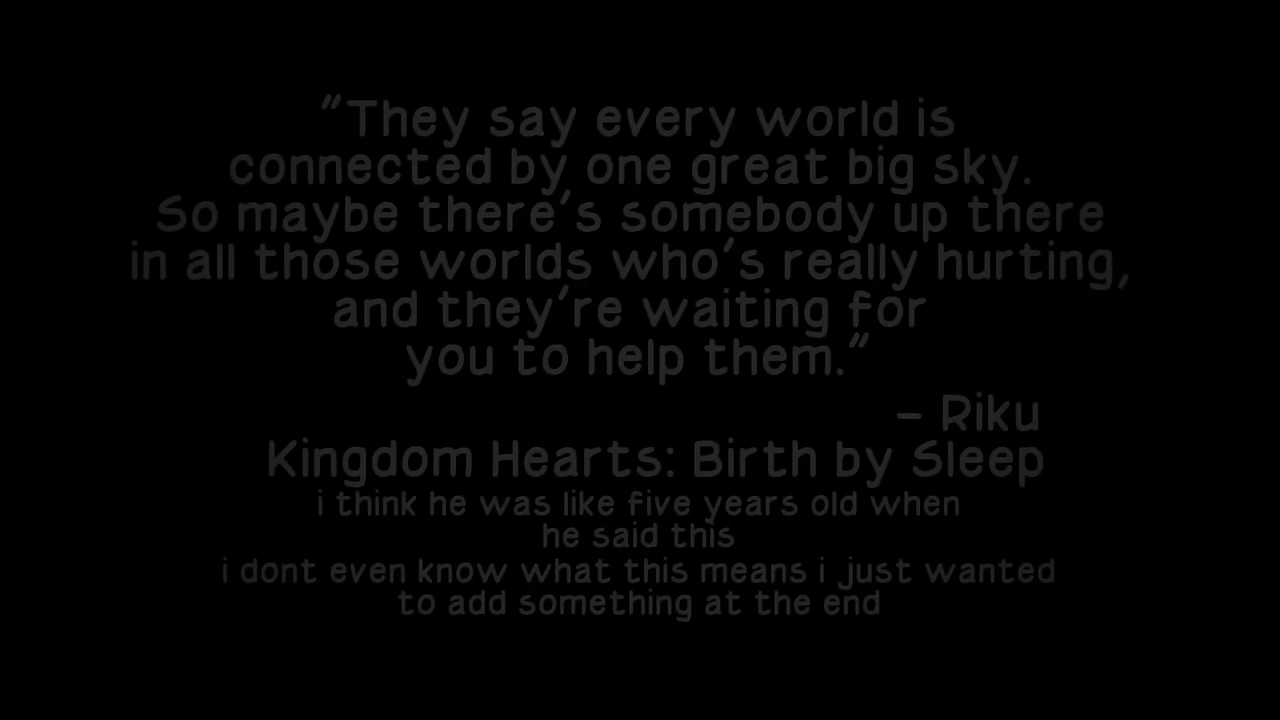 "They say every world is
connected by one great big sky.
So maybe there's somebody up there
in all those worlds who's really hurting,
and they're waiting for
you to help them."
- Riku
Kingdom Hearts: Birth by Sleep
i think he was like five years old when
he said this
i dont even know what this means i just wanted
to add something at the end